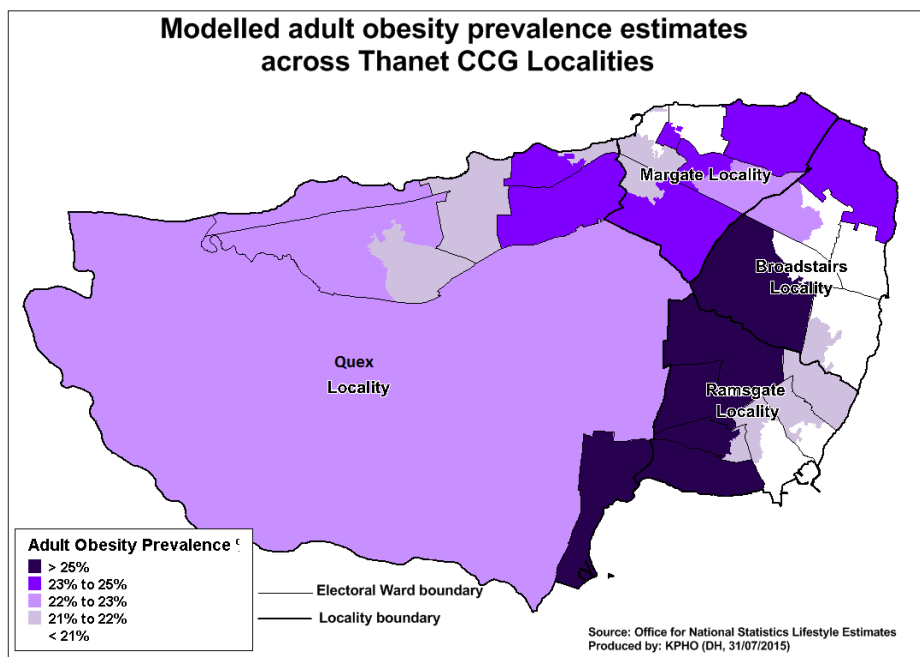 Modelled adult obesity prevalence estimates
across Thanet CCG Localities
Margate Locality
Broadstairs
Locality
Quex
Locality
Ramsgate
Locality
Adult Obesity Prevalence
> 25%
23% to 25%
22% to 23%
21% to 22%
< 21%
Electoral Ward boundary
Locality boundary
Source: Office for National Statistics Lifestyle Estimates
Produced by: KPHO (DH, 31/07/2015)